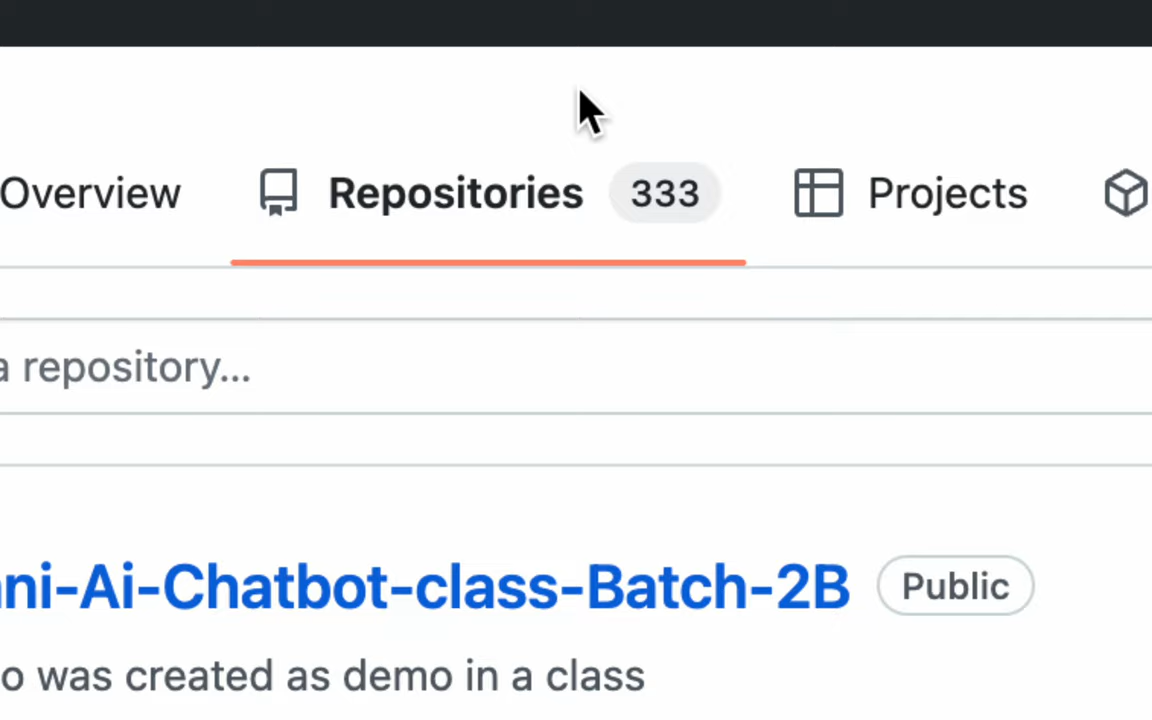 Overview Repositories 333 Projects
a repository...
ni-Ai-Chatbot-class-Batch-2B Public
o was created as demo in a class